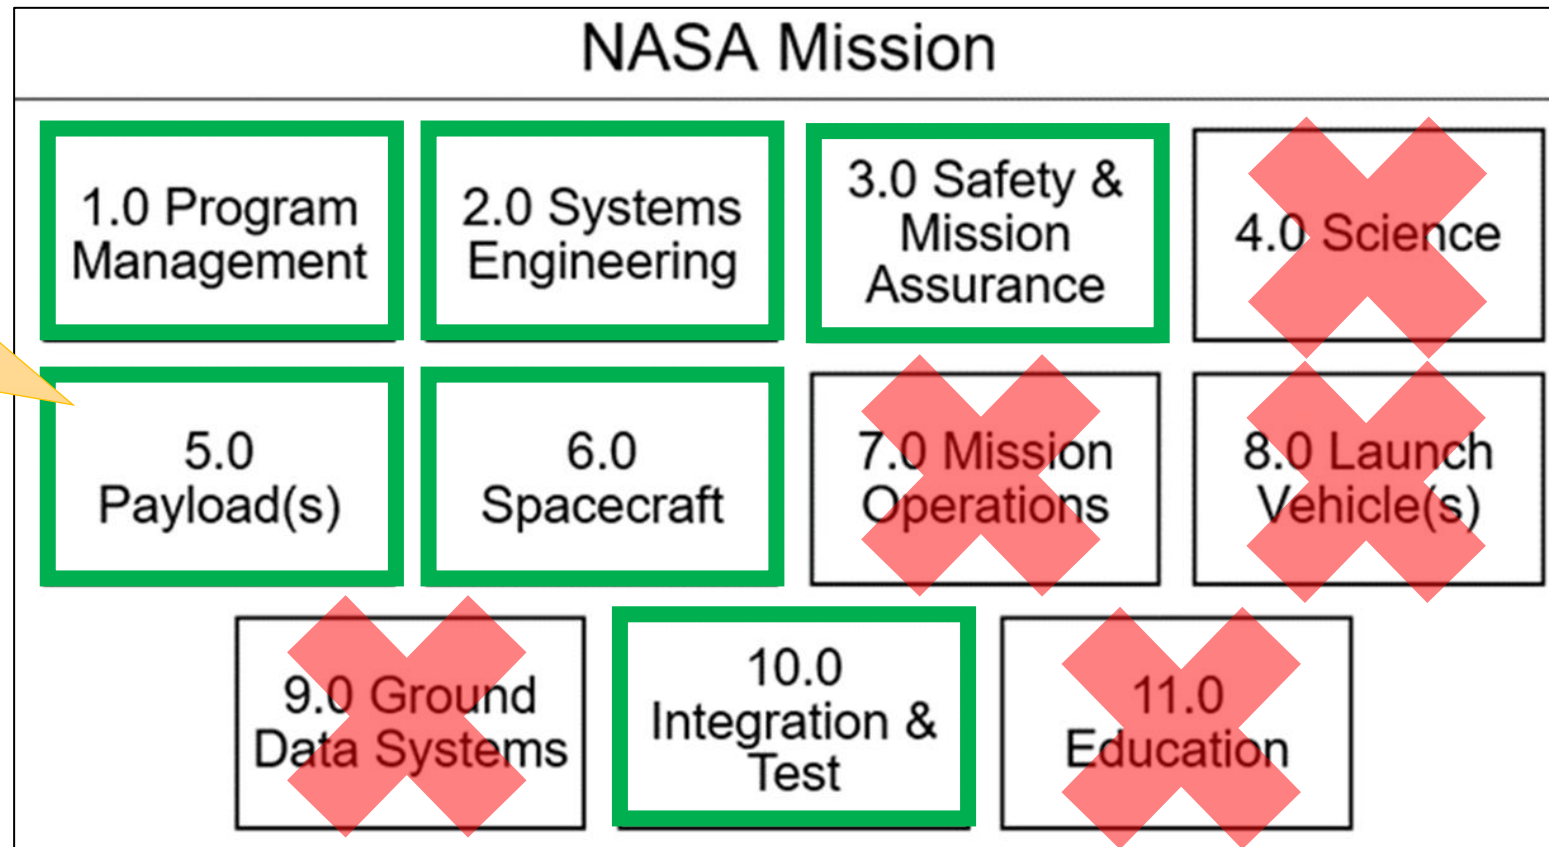 NASA Mission
1.0 Program
Management
2.0 Systems
Engineering
3.0 Safety &
Mission
Assurance
4.0 Science
5.0
Payload(s)
6.0
Spacecraft
7.0 Mission
Operations
8.0 Launch
Vehicle(s)
9.0 Ground
Data Systems
10.0
Integration &
Test
11.0
Education